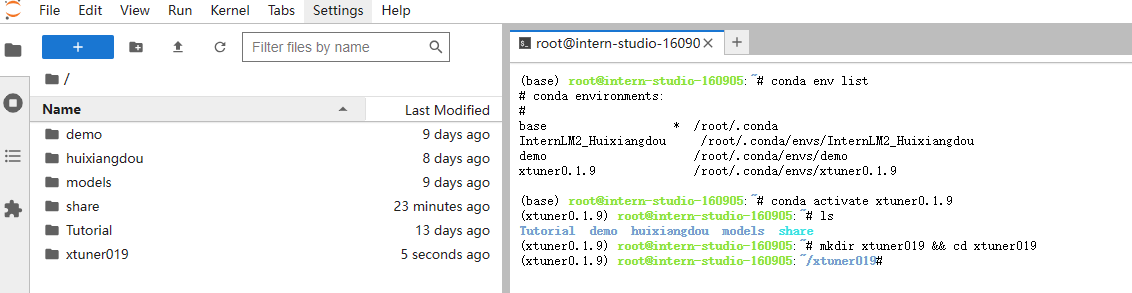 File Edit View Run Kernel Tabs Settings Help
+
Filter files by name
/
Name Last Modified
demo 9 days ago
huixiangdou 8 days ago
models 9 days ago
share 23 minutes ago
Tutorial 13 days ago
xtuner019 5 seconds ago
root@intern-studio-16090 × +
(base) root@intern-studio-160905:~# conda env list
# conda environments:
#
base * /root/.conda
InternLM2_Huixiangdou /root/.conda/envs/InternLM2_Huixiangdou
demo /root/.conda/envs/demo
xtuner0.1.9 /root/.conda/envs/xtuner0.1.9
(base) root@intern-studio-160905:~# conda activate xtuner0.1.9
(xtuner0.1.9) root@intern-studio-160905:~# ls
Tutorial demo huixiangdou models share
(xtuner0.1.9) root@intern-studio-160905:~# mkdir xtuner019 && cd xtuner019
(xtuner0.1.9) root@intern-studio-160905:~/xtuner019#